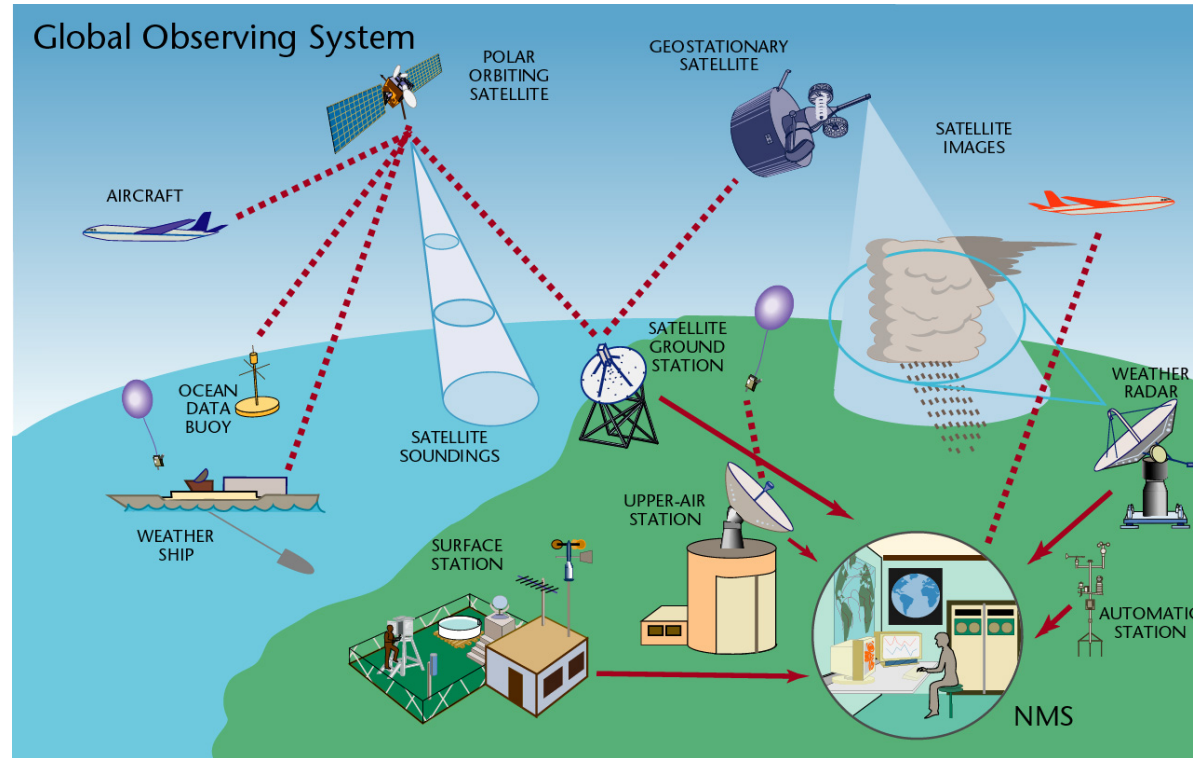 Global Observing System
POLAR
ORBITING
SATELLITE
GEOSTATIONARY
SATELLITE
SATELLITE
IMAGES
AIRCRAFT
OCEAN
DATA
BUOY
SATELLITE
SOUNDINGS
SATELLITE
GROUND
STATION
WEATHER
RADAR
WEATHER
SHIP
SURFACE
STATION
UPPER-AIR
STATION
AUTOMATIC
STATION
NMS